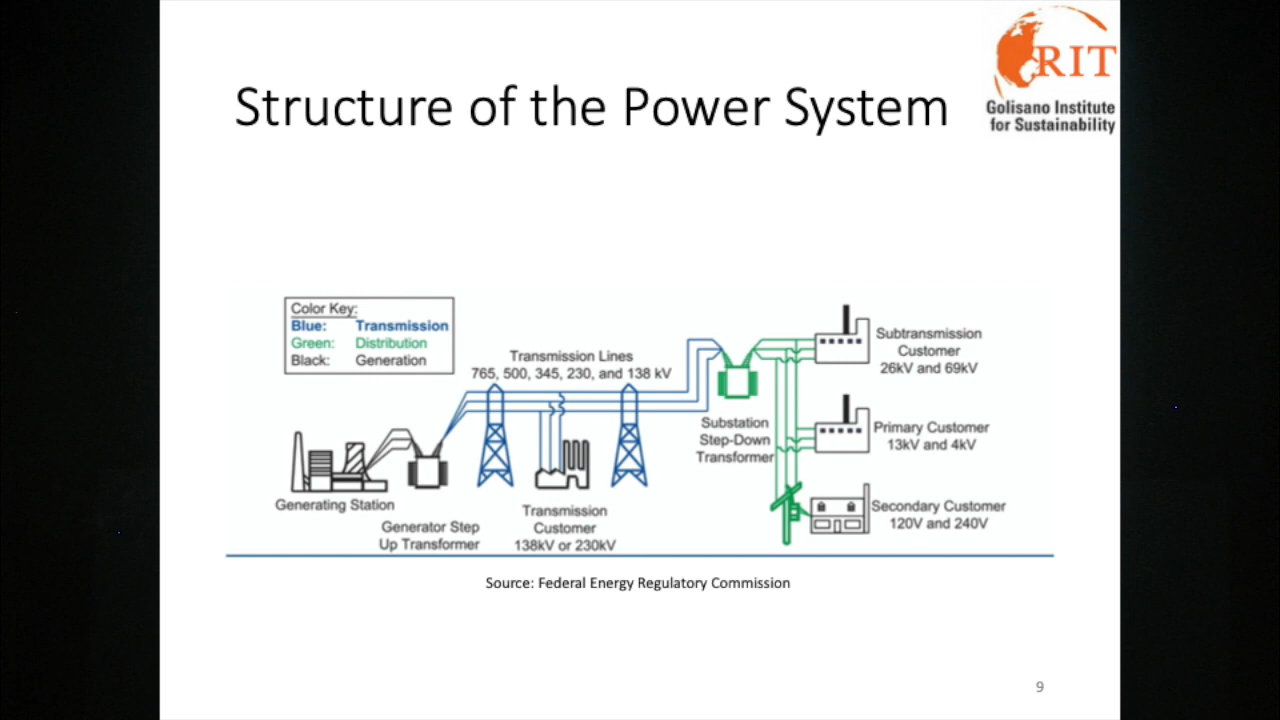 RIT
Golisano Institute
for Sustainability
Structure of the Power System
Color Key:
Blue: Transmission
Green: Distribution
Black: Generation
Transmission Lines
765, 500, 345, 230, and 138 kV
Subtransmission
Customer
26kV and 69kV
Substation
Step-Down
Transformer
Primary Customer
13kV and 4kV
Generating Station
Generator Step
Up Transformer
Transmission
Customer
138kV or 230kV
Secondary Customer
120V and 240V
Source: Federal Energy Regulatory Commission
9